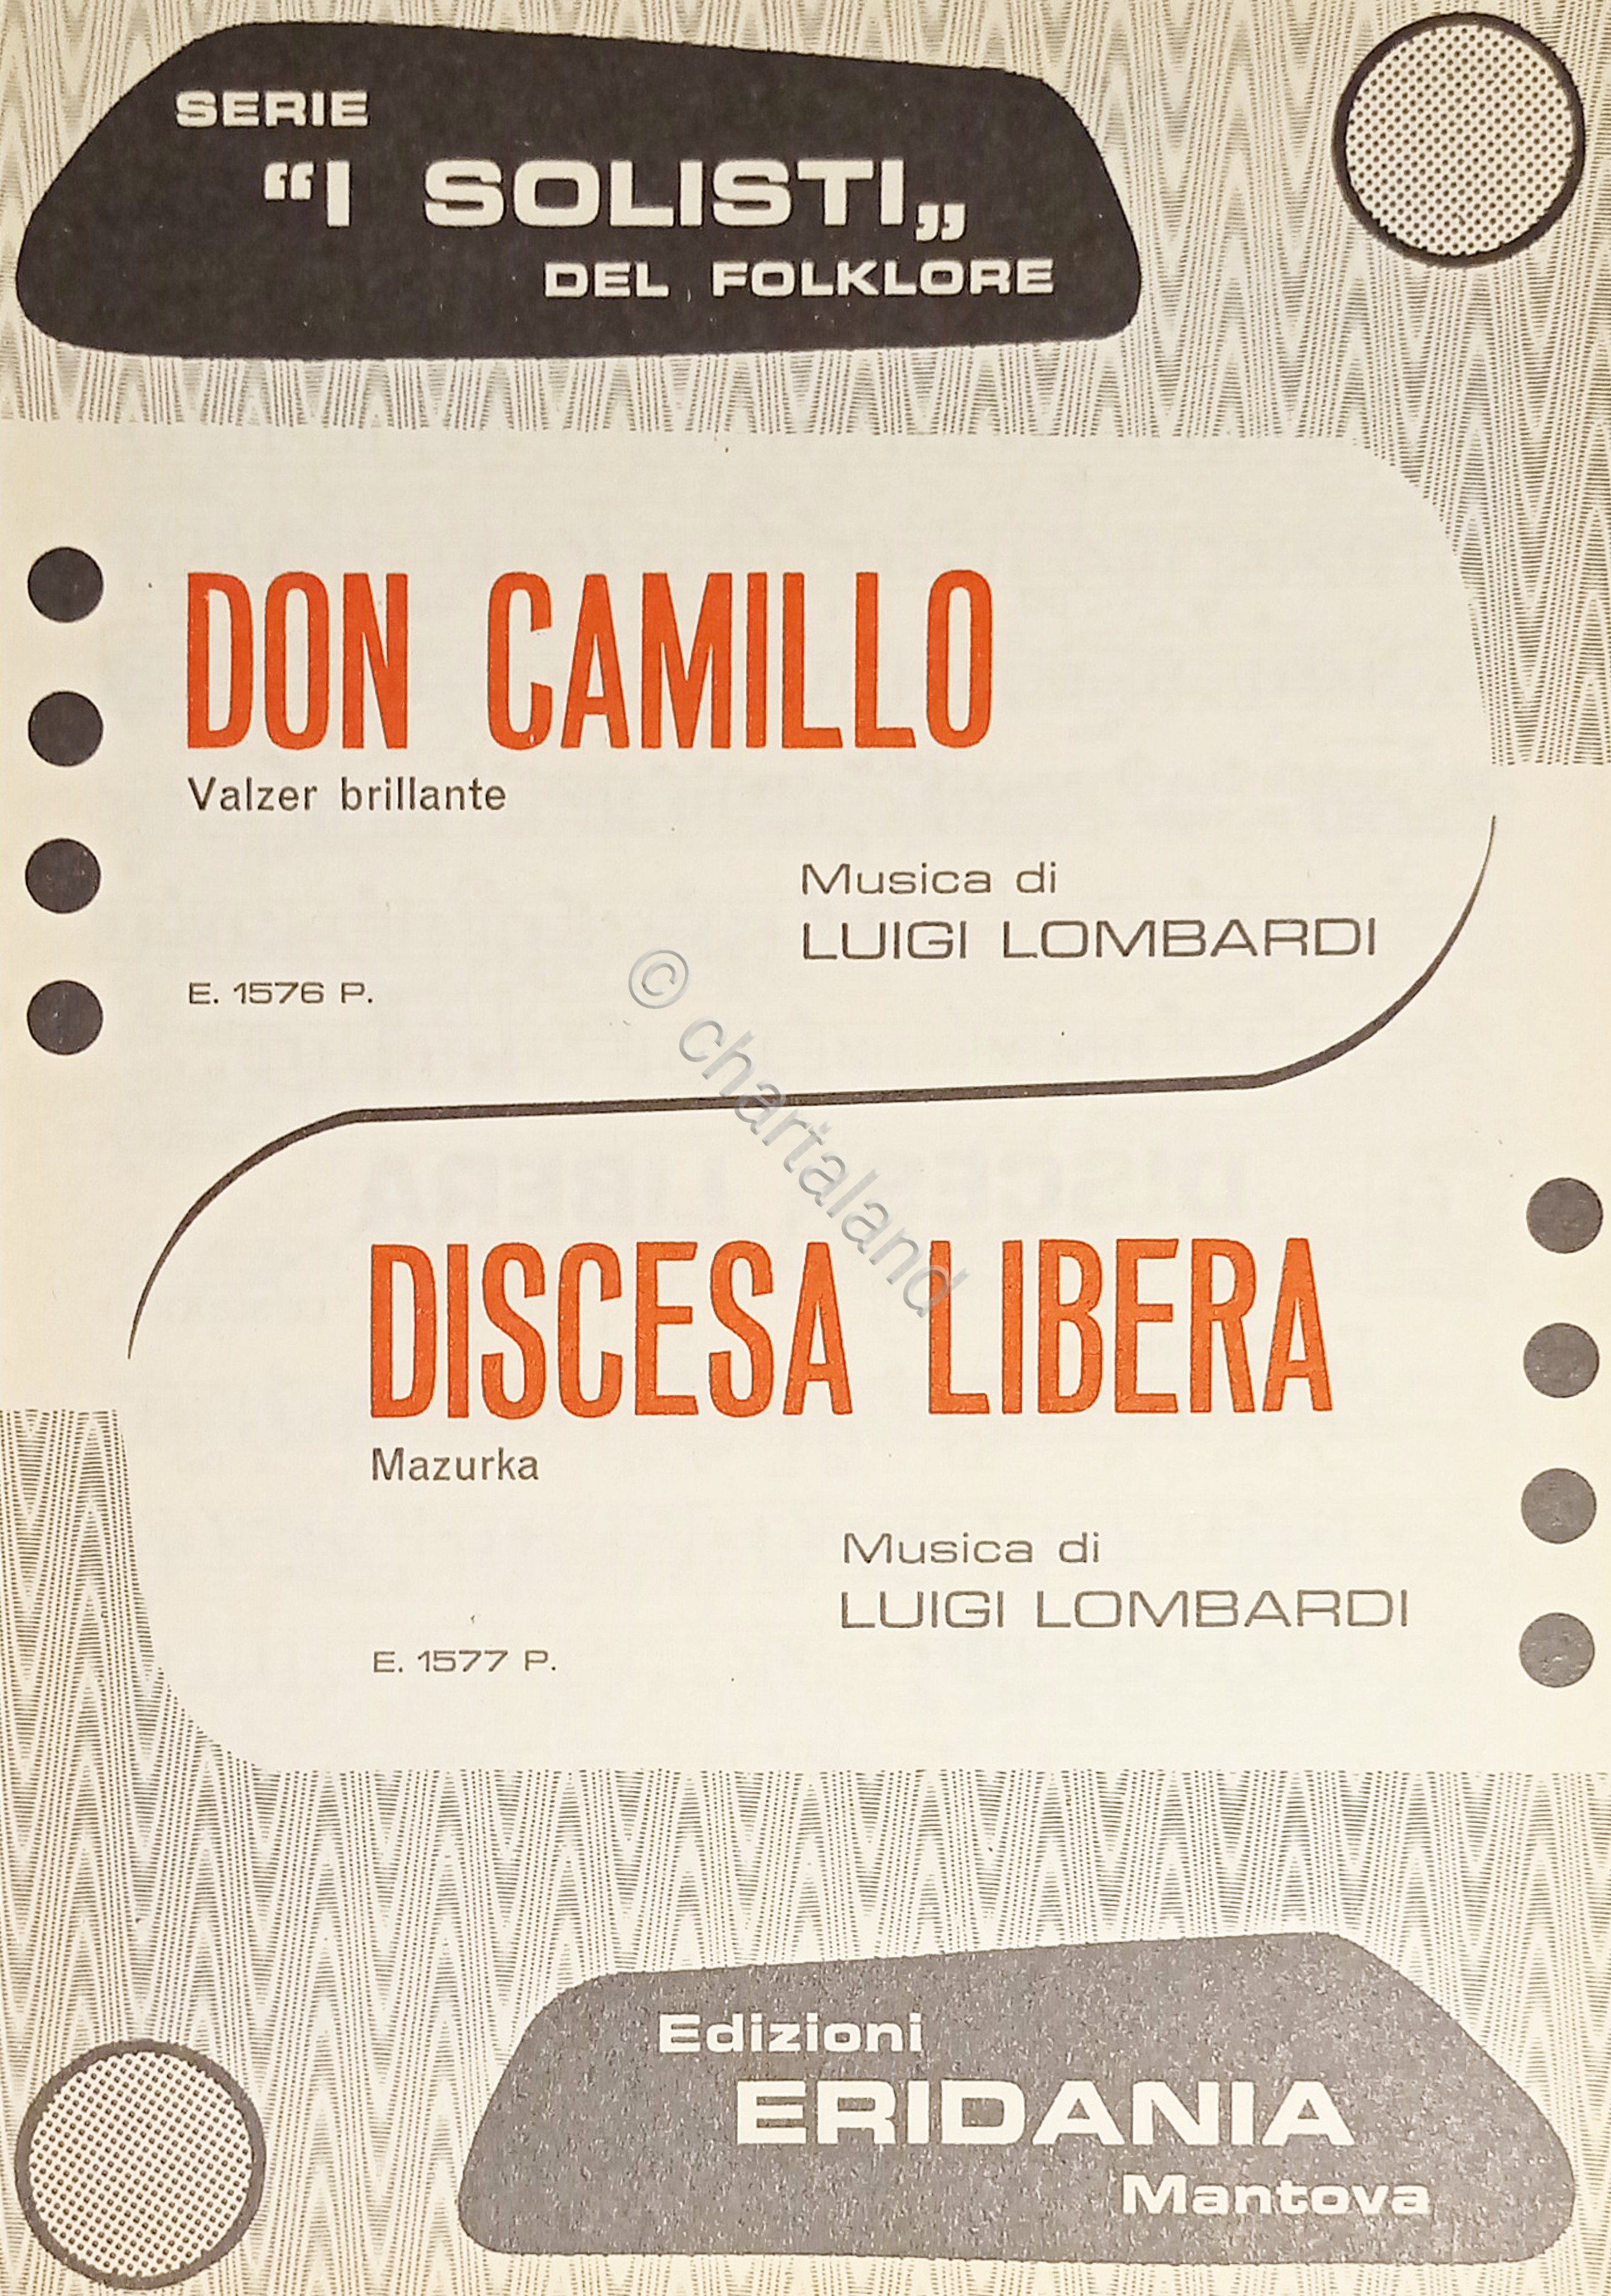 SERIE
“I SOLISTI„
DEL FOLKLORE
DON CAMILLO
Valzer brillante
Musica di
LUIGI LOMBARDI
E. 1576 P.
© chartaland
DISCESA LIBERA
Mazurka
Musica di
LUIGI LOMBARDI
E. 1577 P.
Edizioni
ERIDANIA
Mantova